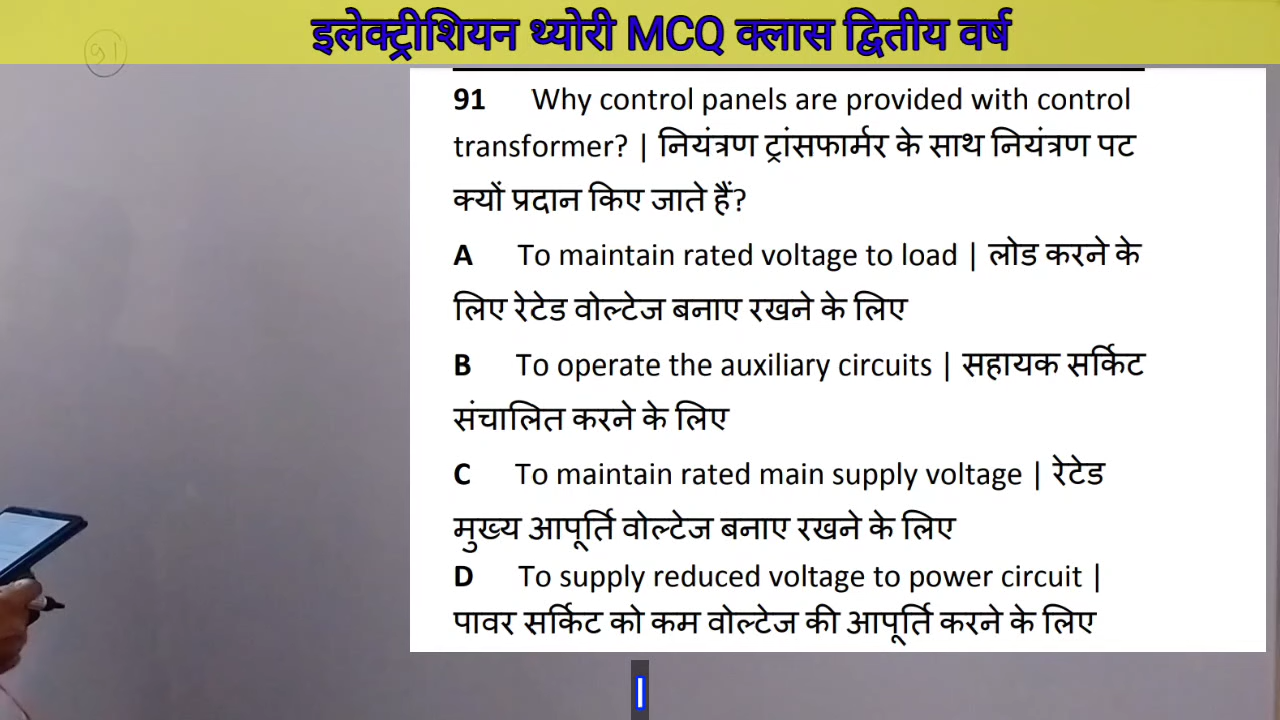 इलेक्ट्रीशियन थ्योरी MCQ क्लास द्वितीय वर्ष
91
91 Why control panels are provided with control
transformer? | नियंत्रण ट्रांसफार्मर के साथ नियंत्रण पट
क्यों प्रदान किए जाते हैं?
A To maintain rated voltage to load | लोड करने के
लिए रेटेड वोल्टेज बनाए रखने के लिए
B To operate the auxiliary circuits | सहायक सर्किट
संचालित करने के लिए
C To maintain rated main supply voltage | रेटेड
मुख्य आपूर्ति वोल्टेज बनाए रखने के लिए
D To supply reduced voltage to power circuit |
पावर सर्किट को कम वोल्टेज की आपूर्ति करने के लिए
I